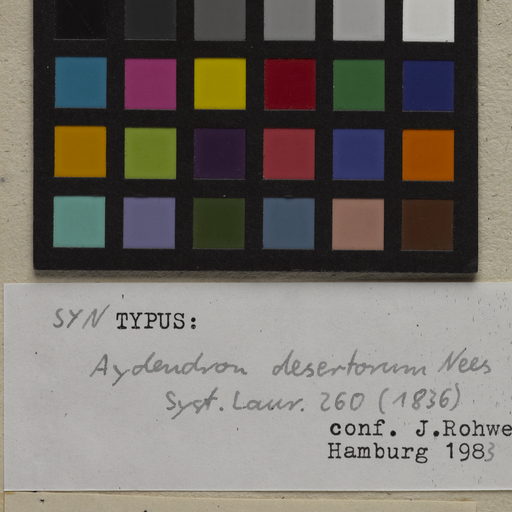 SYN TYPUS:
Aydendron desertorum Nees
Syst. Laur. 260 (1836)
conf. J.Rohwe
Hamburg 1983